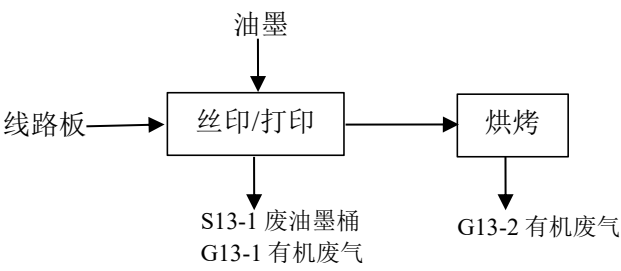 油墨
线路板
丝印/打印
烘烤
S13-1 废油墨桶
G13-1 有机废气
G13-2 有机废气